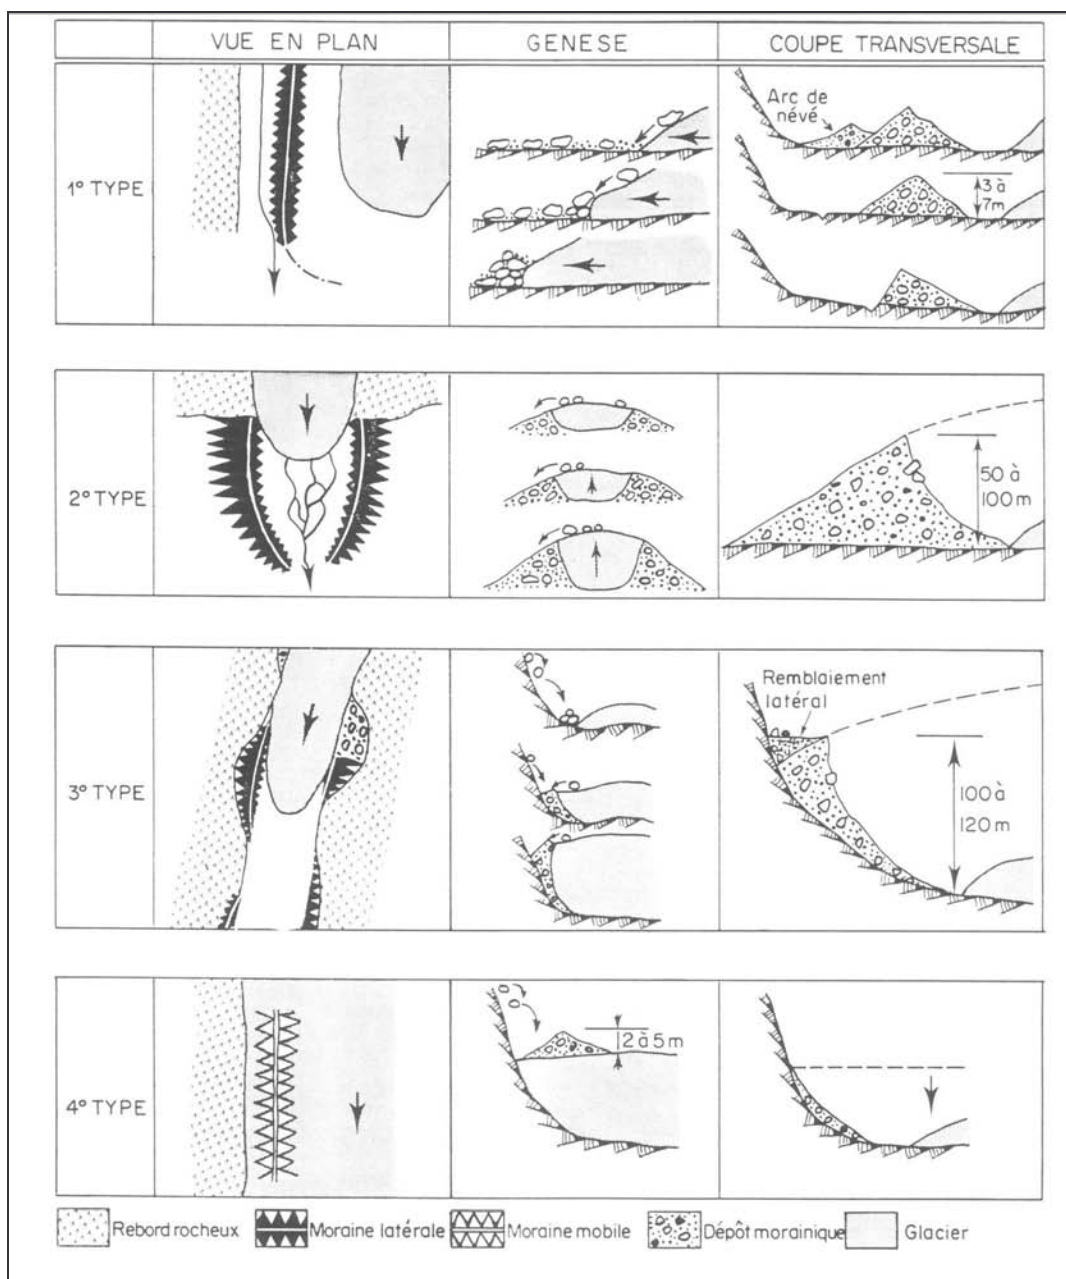 VUE EN PLAN
GENESE
COUPE TRANSVERSALE
1° TYPE
Arc de
névé
3 à
7m
2° TYPE
50 à
100 m
3° TYPE
Remblaiement
latéral
100 à
120 m
4° TYPE
2 à 5 m
Rebord rocheux
Moraine latérale
Moraine mobile
Dépôt morainique
Glacier